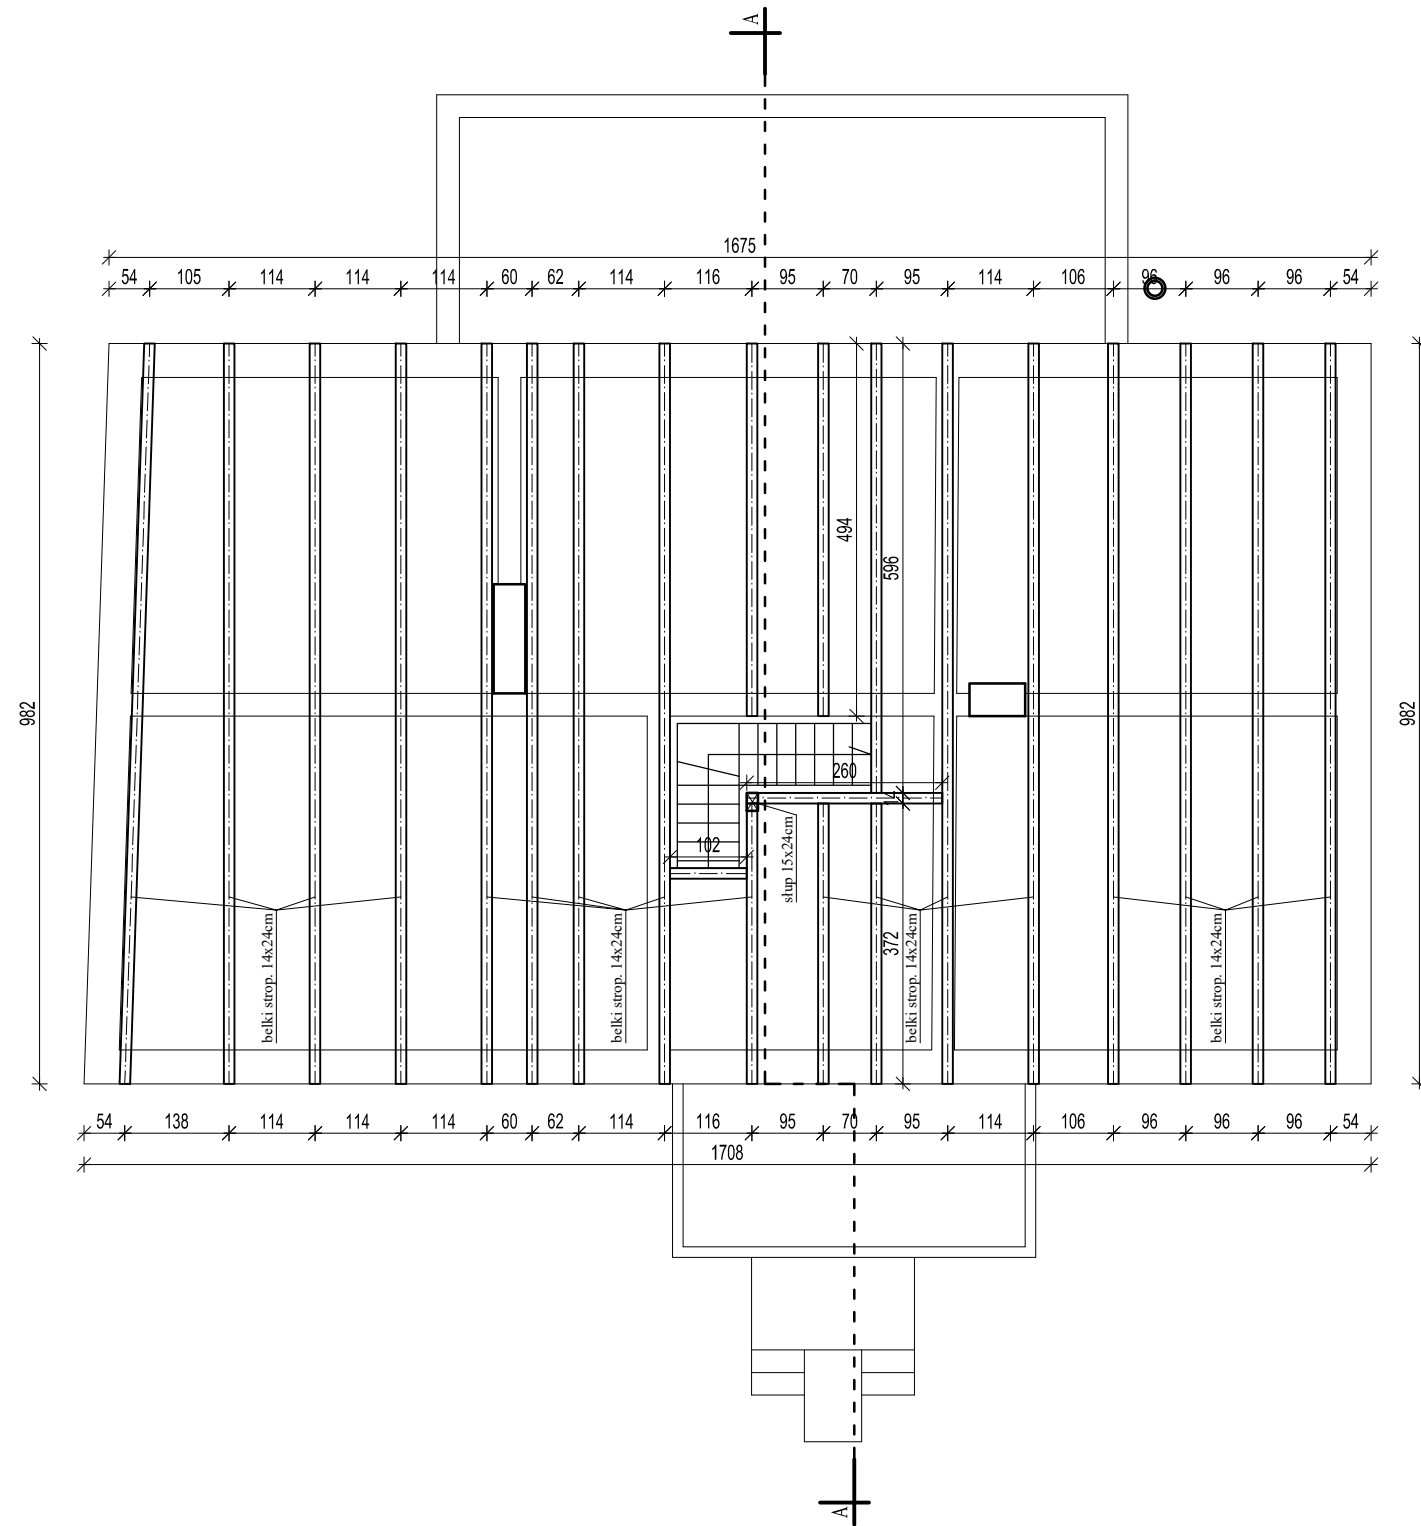 A
1675
54 105 114 114 114 60 62 114 116 95 70 95 114 106 96 96 96 96 54
494
596
982
982
260
14
102
słup 15x24cm
372
belki strop. 14x24cm
belki strop. 14x24cm
belki strop. 14x24cm
belki strop. 14x24cm
54 138 114 114 114 60 62 114 116 95 70 95 114 106 96 96 96 54
1708
A